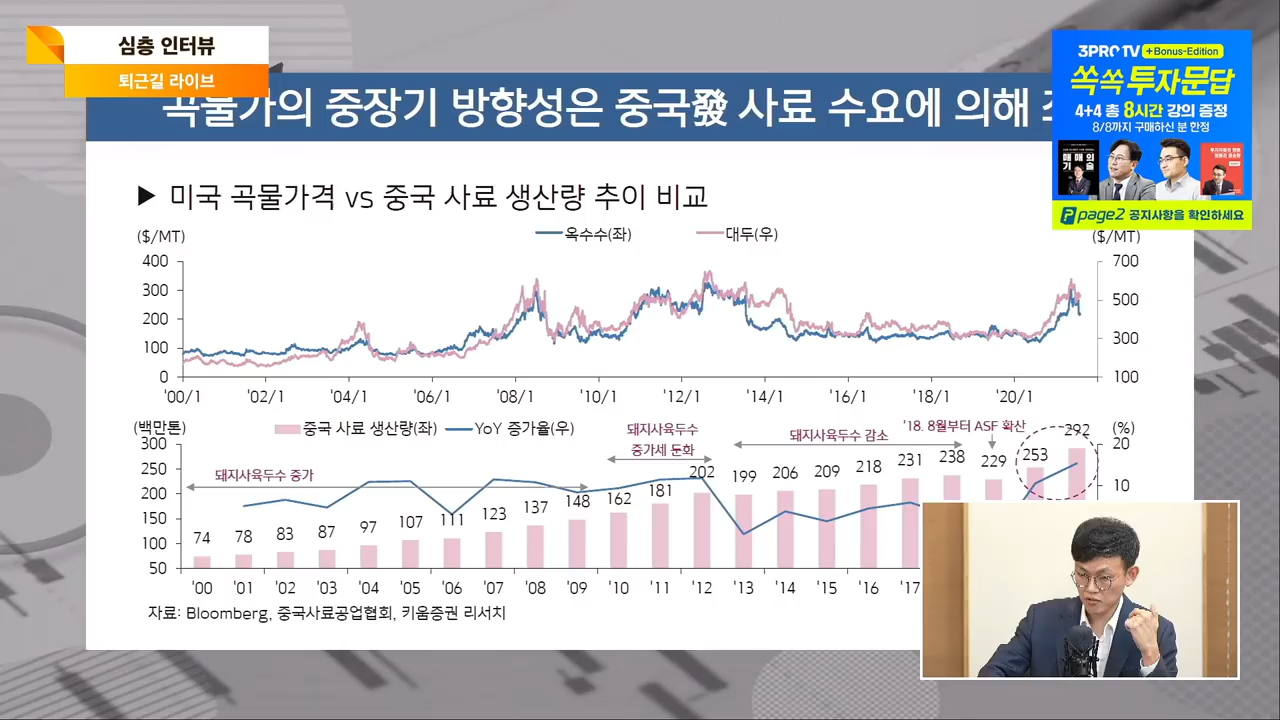 심층 인터뷰
퇴근길 라이브
3PROTV +Bonus-Edition
쏙쏙 투자문답
4+4 총 8시간 강의 증정
8/8까지 구매하신 분 한정
매매의
기술
page2 공지사항을 확인하세요
곡물가의 중장기 방향성은 중국發 사료 수요에 의해
▶ 미국 곡물가격 vs 중국 사료 생산량 추이 비교
($/MT) 옥수수(좌) 대두(우) ($/MT)
400 700
300 500
200
100 300
0 100
'00/1 '02/1 '04/1 '06/1 '08/1 '10/1 '12/1 '14/1 '16/1 '18/1 '20/1
(백만톤) 중국 사료 생산량(좌) YoY 증가율(우) (%)
돼지사육두수 증가
돼지사육두수
증가세 둔화
돼지사육두수 감소
'18. 8월부터 ASF 확산
300 20
250
200 10
150
100
50
74 78 83 87 97 107 111 123 137 148 162 181 202 199 206 209 218 231 238 229 253 292
'00 '01 '02 '03 '04 '05 '06 '07 '08 '09 '10 '11 '12 '13 '14 '15 '16 '17
자료: Bloomberg, 중국사료공업협회, 키움증권 리서치